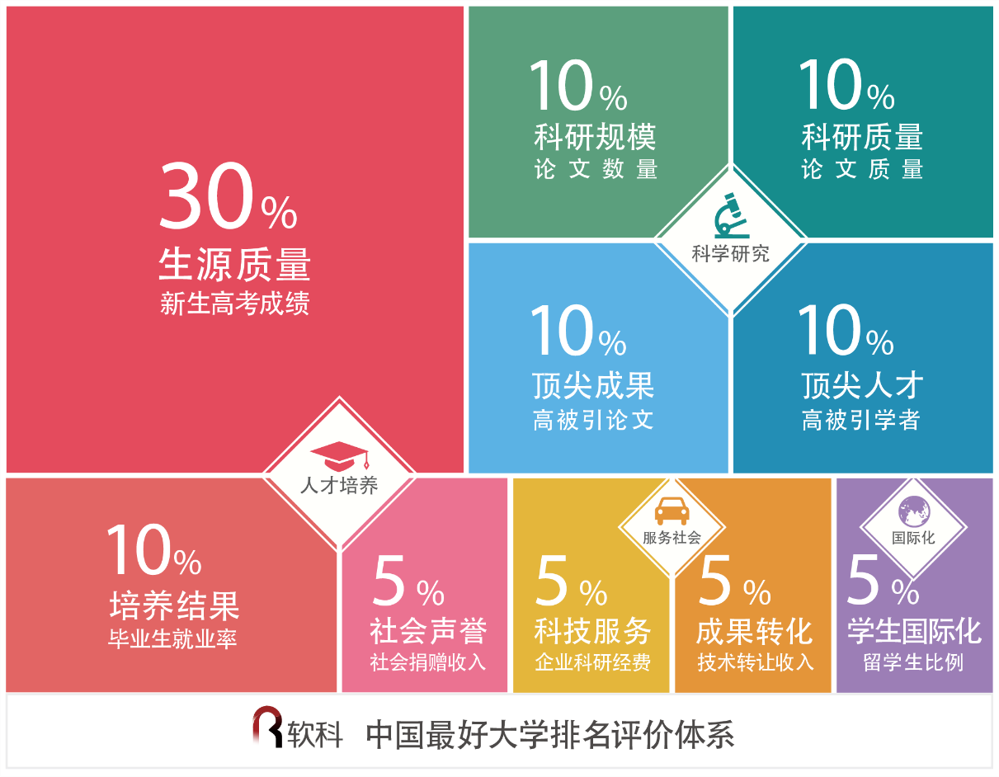 30%
生源质量
新生高考成绩
10%
科研规模
论文数量
10%
科研质量
论文质量
科学研究
10%
顶尖成果
高被引论文
10%
顶尖人才
高被引学者
人才培养
10%
培养结果
毕业生就业率
5%
社会声誉
社会捐赠收入
服务社会
5%
科技服务
企业科研经费
5%
成果转化
技术转让收入
国际化
5%
学生国际化
留学生比例
软科 中国最好大学排名评价体系